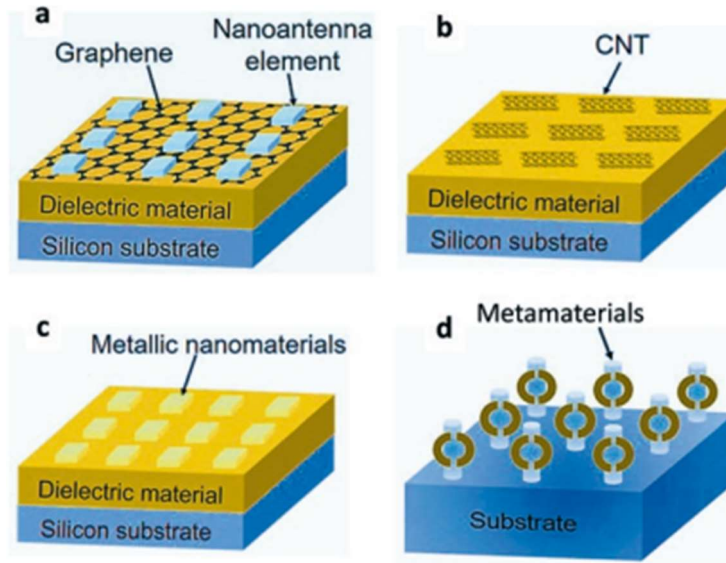 a
Graphene
Nanoantenna
element
Dielectric material
Silicon substrate
b
CNT
Dielectric material
Silicon substrate
c
Metallic nanomaterials
Dielectric material
Silicon substrate
d
Metamaterials
Substrate